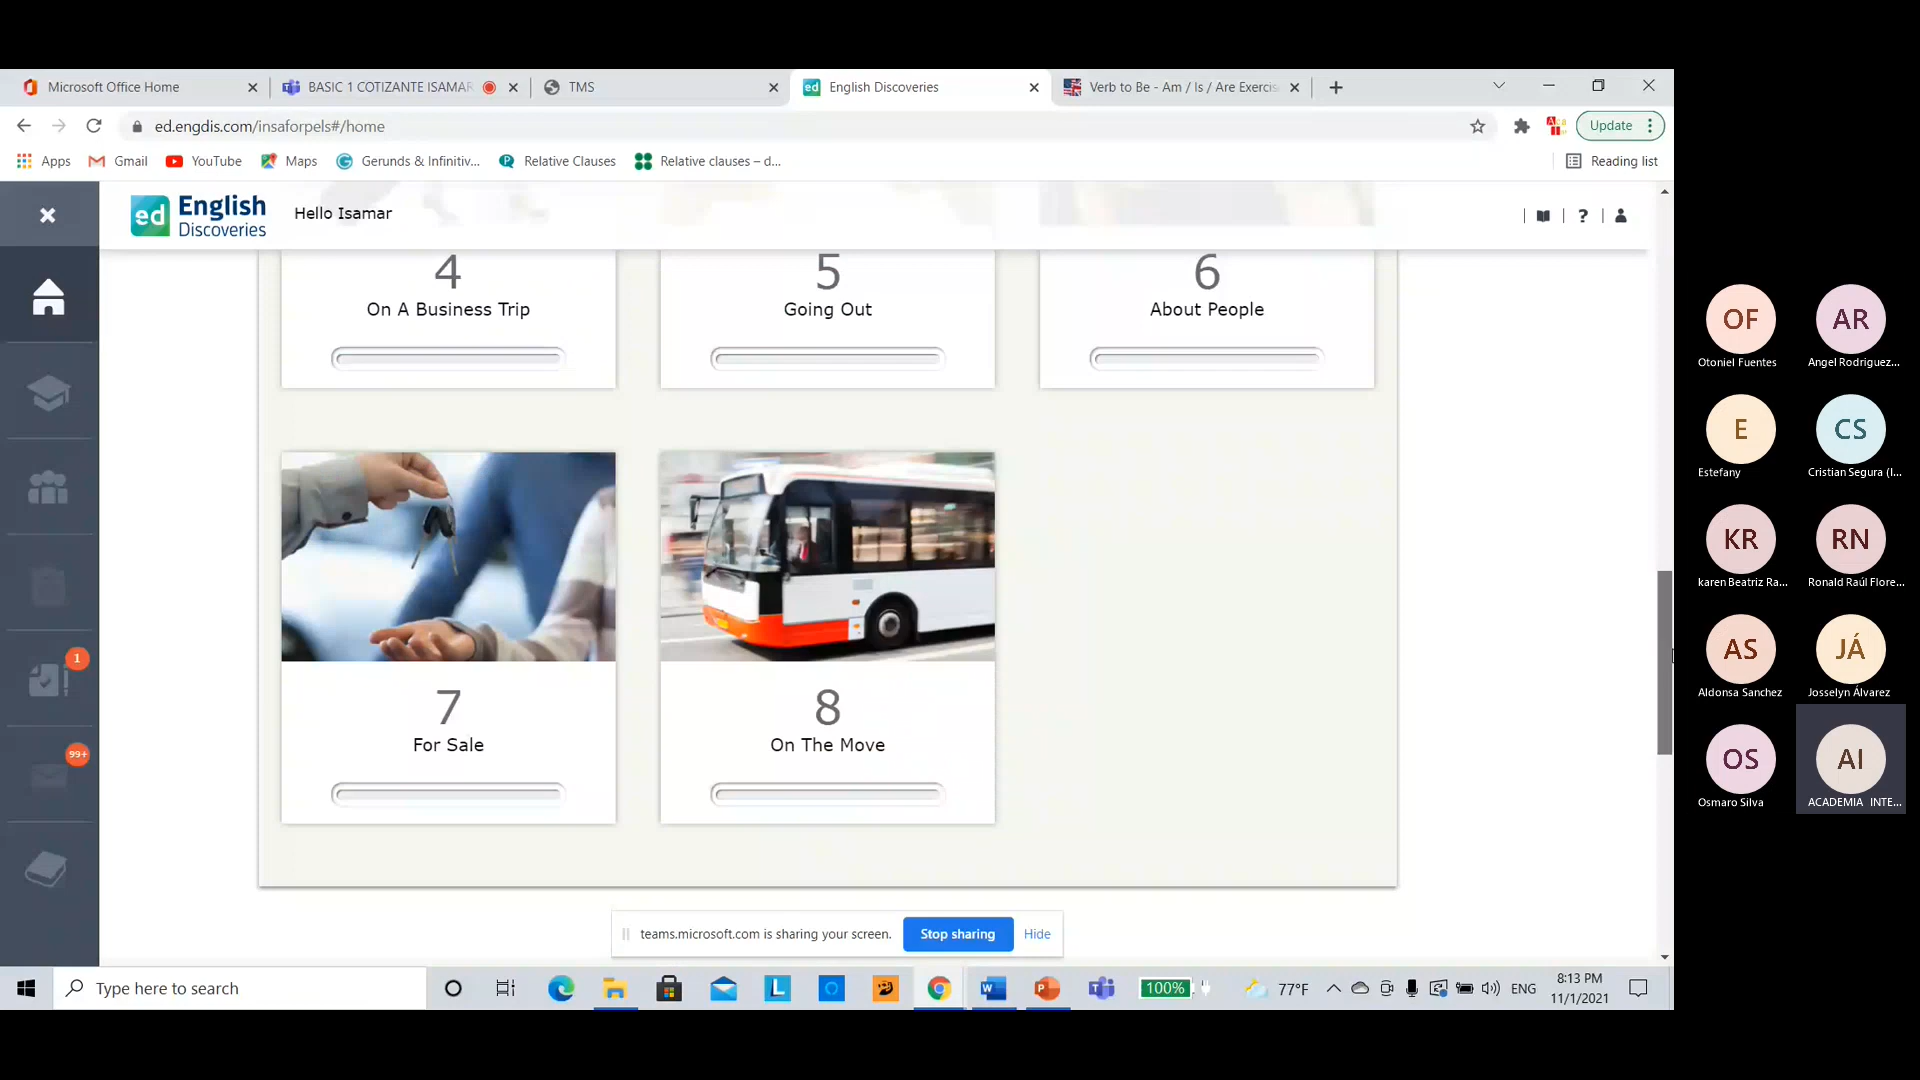 Microsoft Office Home
BASIC 1 COTIZANTE ISAMAR
TMS
ed English Discoveries
Verb to Be - Am / Is / Are Exercis
ed.engdis.com/insaforpels#/home
Update
Apps
Gmail
YouTube
Maps
Gerunds & Infinitiv...
Relative Clauses
Relative clauses – d...
Reading list
ed English
Discoveries
Hello Isamar
?
4
On A Business Trip
5
Going Out
6
About People
7
For Sale
8
On The Move
1
99+
teams.microsoft.com is sharing your screen.
Stop sharing
Hide
Type here to search
100%
77°F
ENG
8:13 PM
11/1/2021
OF
Otoniel Fuentes
AR
Angel Rodriguez...
E
Estefany
CS
Cristian Segura (I...
KR
karen Beatriz Ra...
RN
Ronald Raúl Flore...
AS
Aldonsa Sanchez
JÁ
Josselyn Álvarez
OS
Osmaro Silva
AI
ACADEMIA INTE...